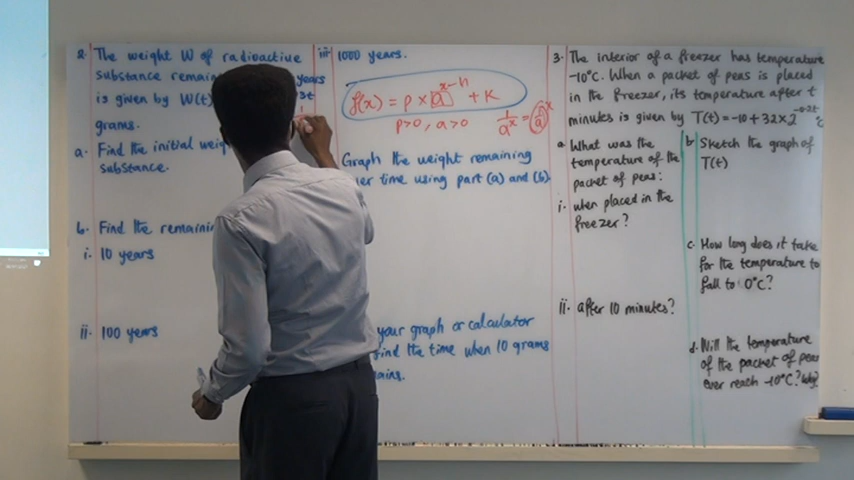 2. The weight W of radioactive
substance remain years
is given by W(t)
grams.
a. Find the initial weig
substance.
b. Find the remainin
i. 10 years
ii. 100 years
iii. 1000 years.
f(x) = p × a^(x-h) + k
p>0, a>0 1/a^x = (1/a)^x
Graph the weight remaining
er time using part (a) and (b).
your graph or calculator
find the time when 10 grams
ains.
3. The interior of a freezer has temperature
-10°C. When a packet of peas is placed
in the freezer, its temperature after t
minutes is given by T(t) = -10 + 32 × 2^(-0.2t) °C
a. What was the
temperature of the
packet of peas:
i. when placed in the
freezer?
ii. after 10 minutes?
b. Sketch the graph of
T(t)
c. How long does it take
for the temperature to
fall to 0°C?
d. Will the temperature
of the packet of peas
ever reach -10°C? Why?